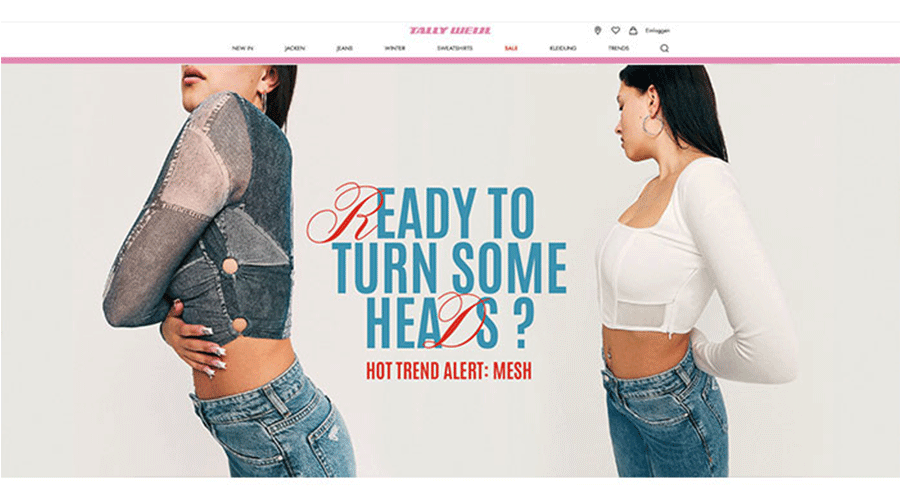 TALLY WEIJL
Einloggen
NEW IN JACKEN JEANS WINTER SWEATSHIRTS SALE KLEIDUNG TRENDS
READY TO
TURN SOME
HEADS ?
HOT TREND ALERT: MESH